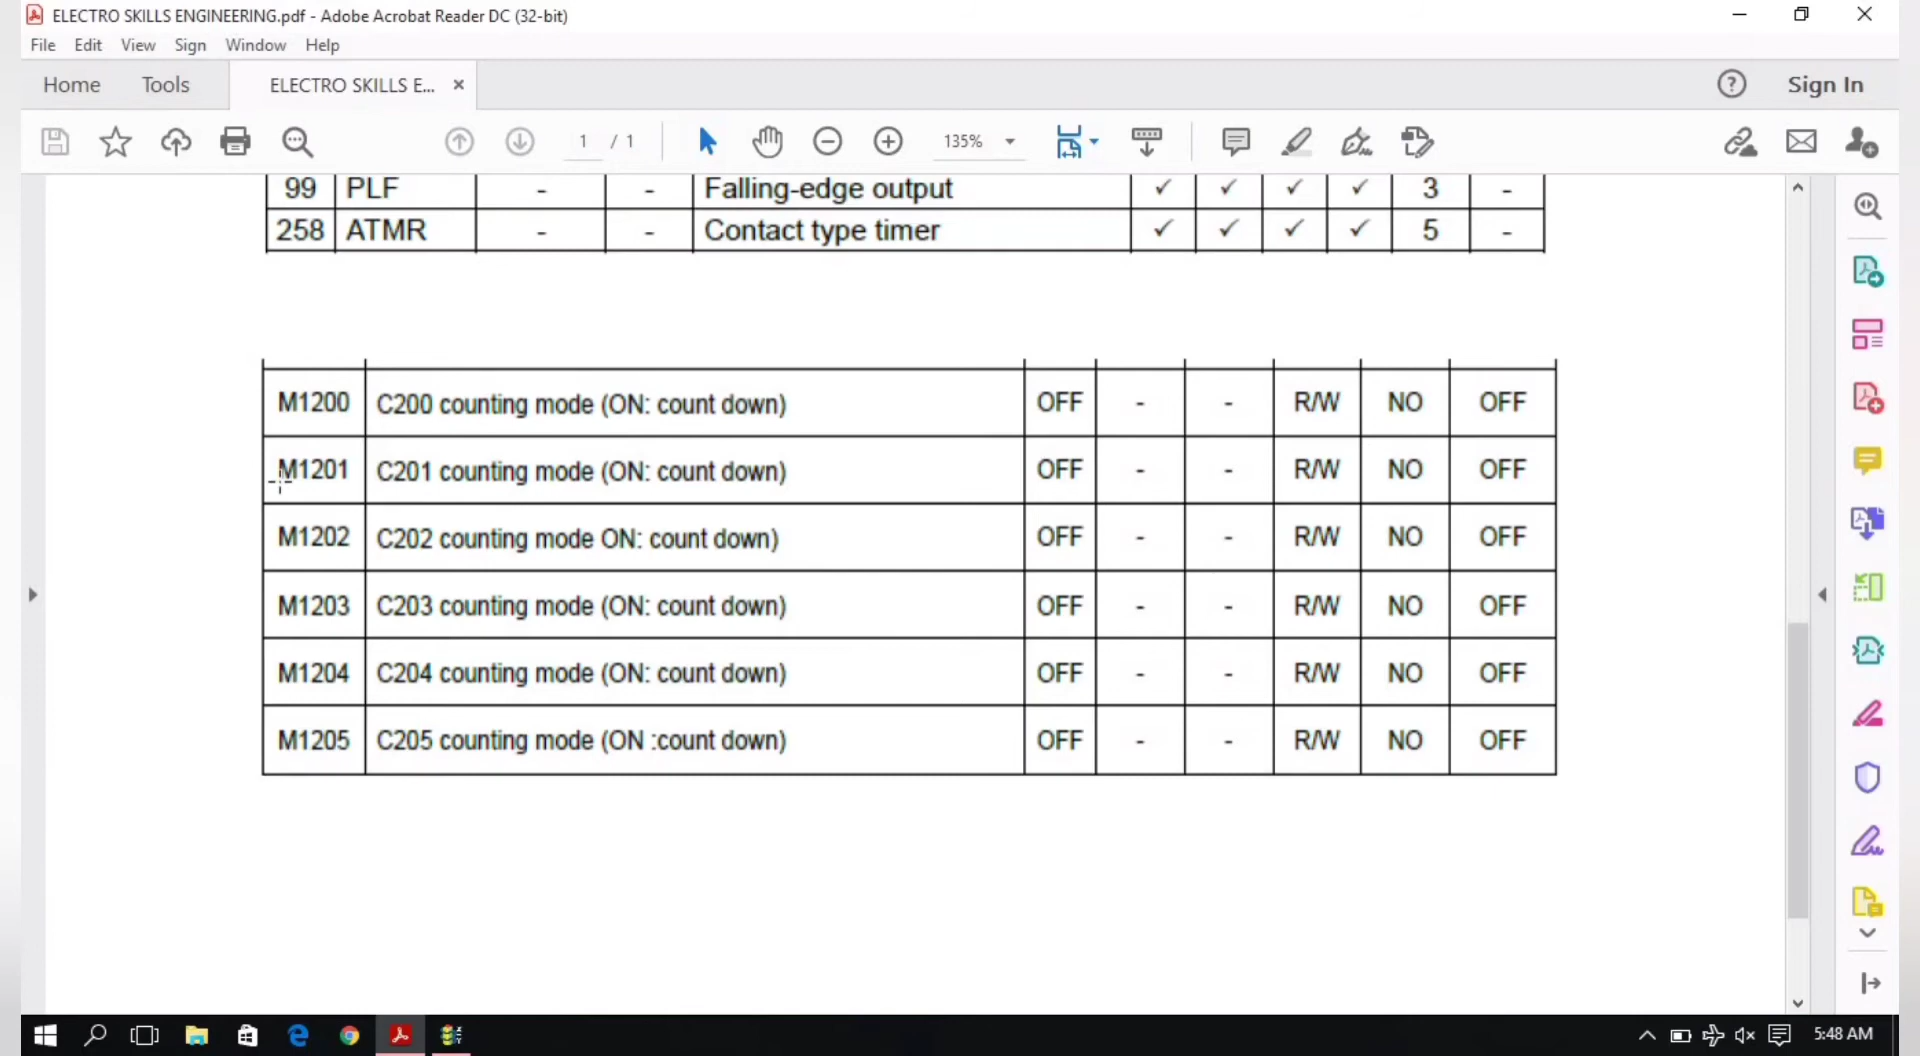 ELECTRO SKILLS ENGINEERING.pdf - Adobe Acrobat Reader DC (32-bit)
File Edit View Sign Window Help
Home Tools ELECTRO SKILLS E... × Sign In
1 / 1 135%
99 PLF - - Falling-edge output ✓ ✓ ✓ ✓ 3 -
258 ATMR - - Contact type timer ✓ ✓ ✓ ✓ 5 -
M1200 C200 counting mode (ON: count down) OFF - - R/W NO OFF
M1201 C201 counting mode (ON: count down) OFF - - R/W NO OFF
M1202 C202 counting mode ON: count down) OFF - - R/W NO OFF
M1203 C203 counting mode (ON: count down) OFF - - R/W NO OFF
M1204 C204 counting mode (ON: count down) OFF - - R/W NO OFF
M1205 C205 counting mode (ON :count down) OFF - - R/W NO OFF
5:48 AM